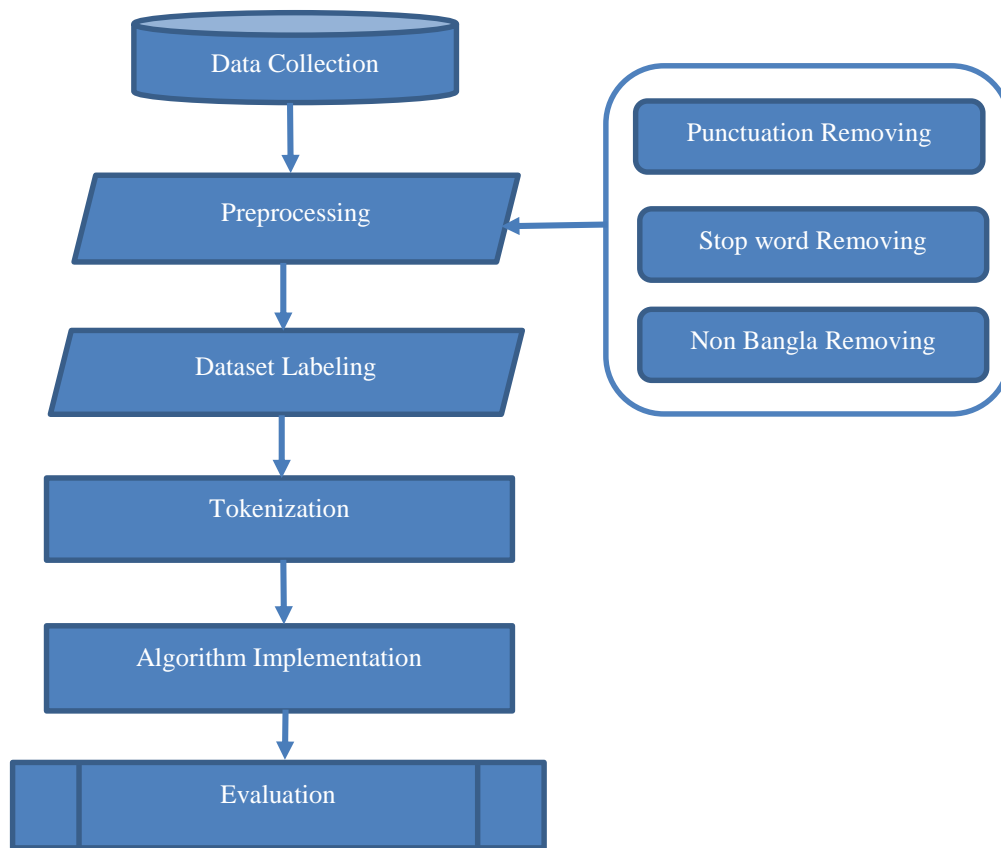 Data Collection
Preprocessing
Dataset Labeling
Tokenization
Algorithm Implementation
Evaluation
Punctuation Removing
Stop word Removing
Non Bangla Removing